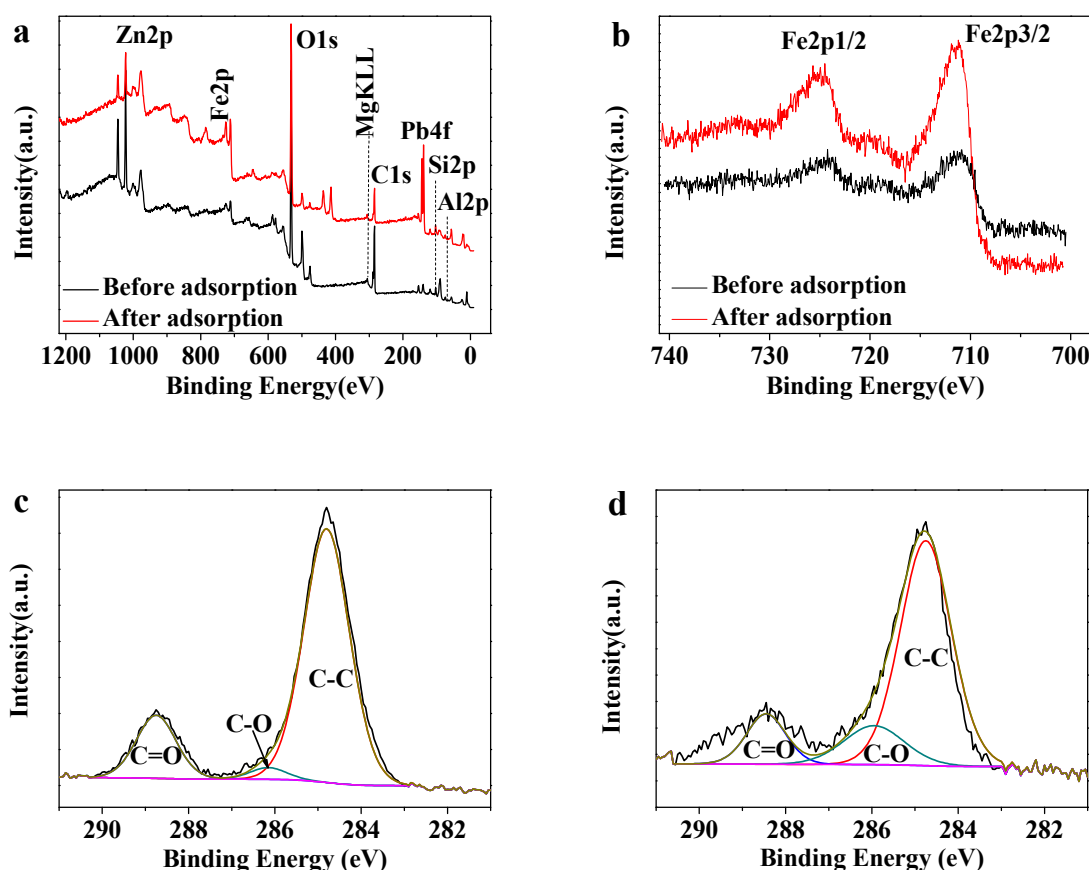 a
Zn2p
Fe2p
O1s
MgKLL
C1s
Pb4f
Si2p
Al2p
Before adsorption
After adsorption
Intensity(a.u.)
1200 1000 800 600 400 200 0
Binding Energy(eV)
b
Fe2p1/2
Fe2p3/2
Before adsorption
After adsorption
Intensity(a.u.)
740 730 720 710 700
Binding Energy(eV)
c
C=O
C-O
C-C
Intensity(a.u.)
290 288 286 284 282
Binding Energy (eV)
d
C=O
C-O
C-C
Intensity(a.u.)
290 288 286 284 282
Binding Energy (eV)